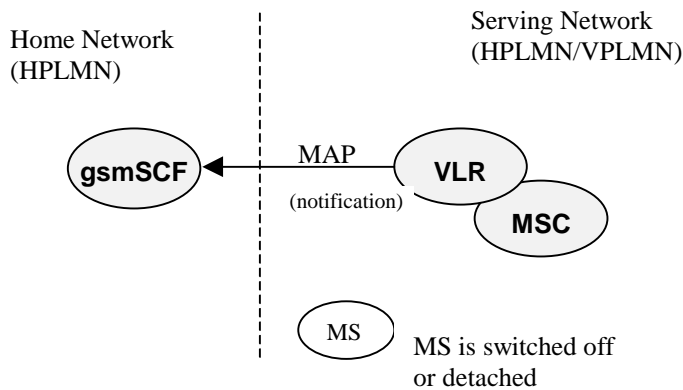 Home Network
(HPLMN)
Serving Network
(HPLMN/VPLMN)
gsmSCF
MAP
(notification)
VLR
MSC
MS
MS is switched off
or detached